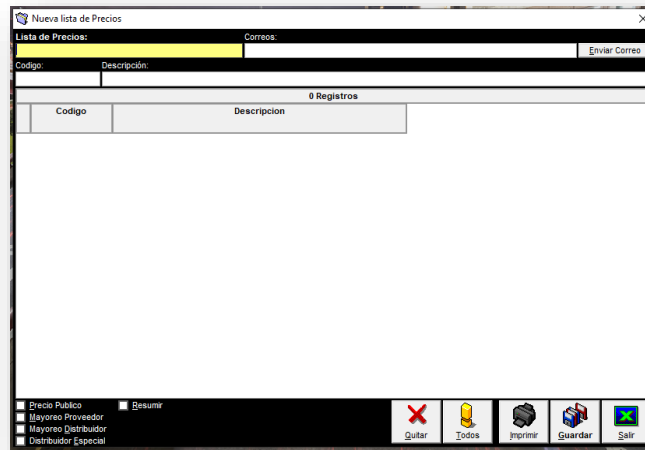 Nueva lista de Precios
Lista de Precios: Correos:
Enviar Correo
Codigo: Descripción:
0 Registros
Codigo Descripcion
Precio Publico Resumir
Mayoreo Proveedor
Mayoreo Distribuidor
Distribuidor Especial
Quitar Todos Imprimir Guardar Salir